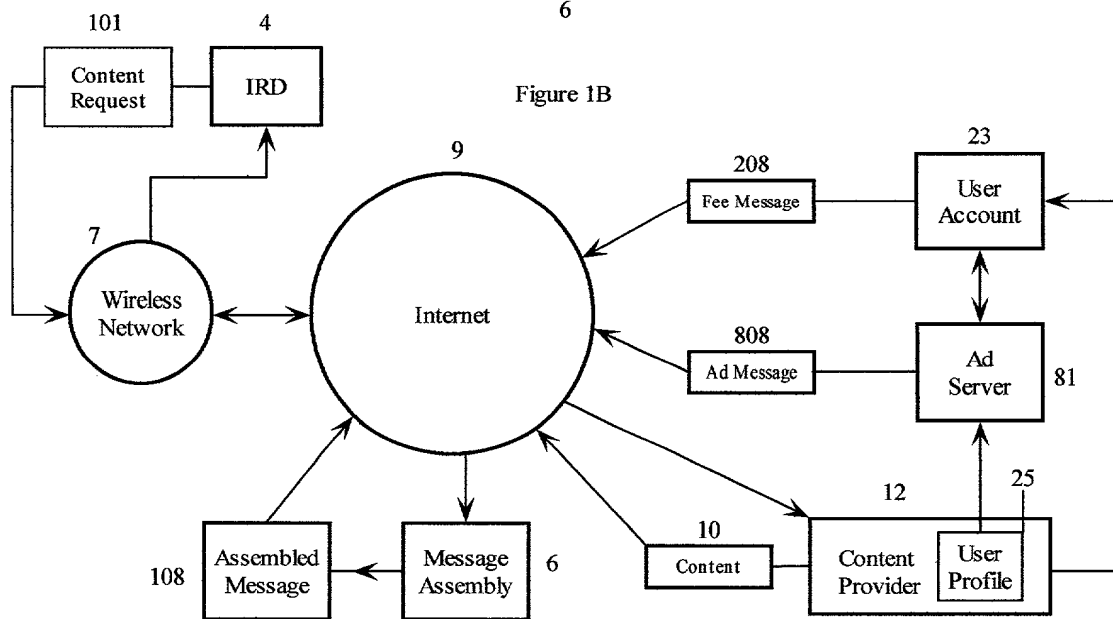 6
101
4
Content
Request
IRD
Figure 1B
9
208
23
Fee Message
User
Account
7
Wireless
Network
Internet
808
Ad Message
Ad
Server
81
25
12
10
Content
Content
Provider
User
Profile
108
Assembled
Message
Message
Assembly
6